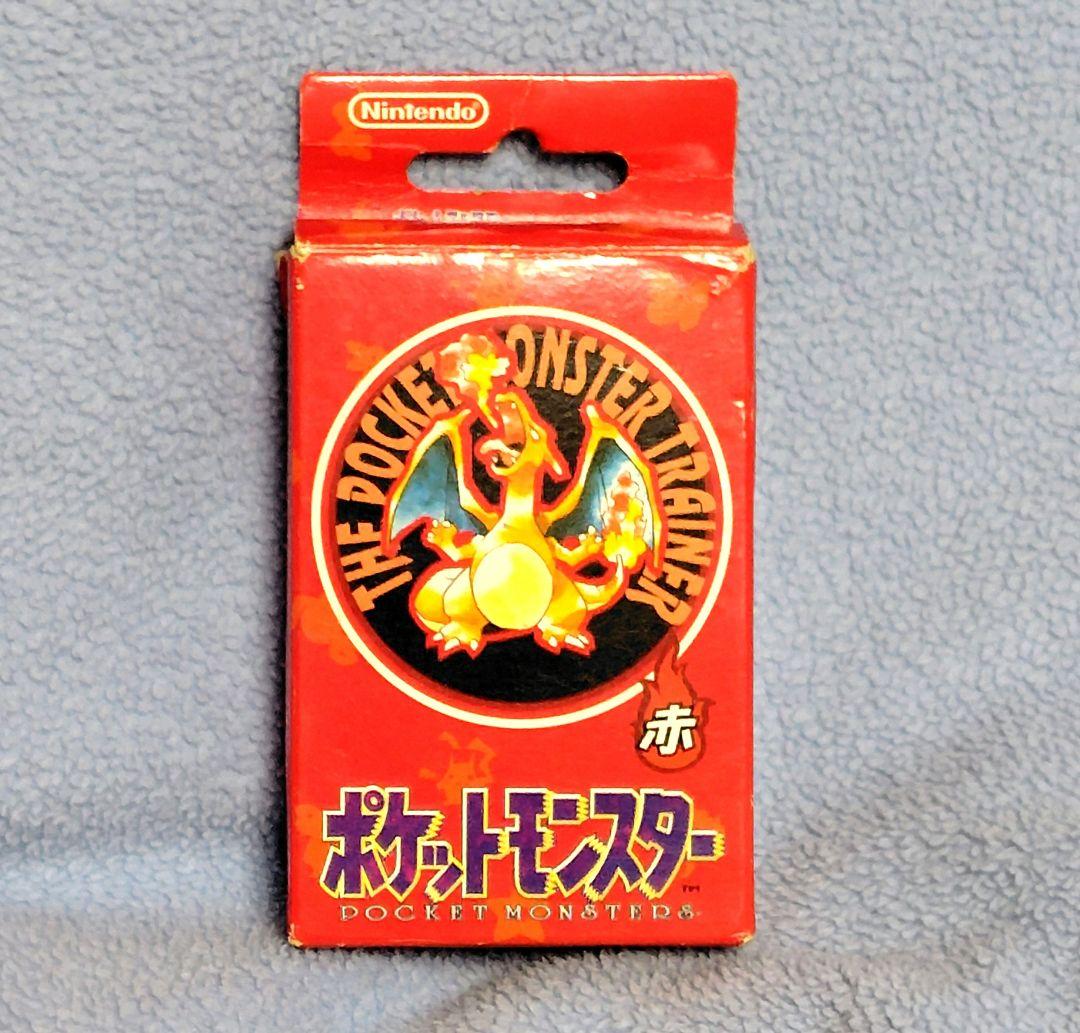 Nintendo
THE POCKET MONSTER TRAINER
赤
ポケットモンスター
TM
POCKET MONSTERS